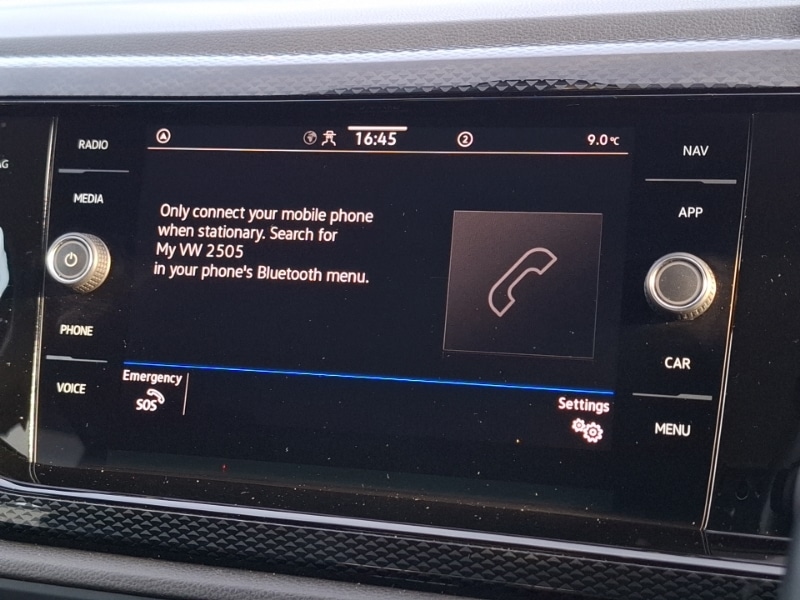 RADIO
MEDIA
PHONE
VOICE
16:45
2
9.0°C
Only connect your mobile phone
when stationary. Search for
My VW 2505
in your phone's Bluetooth menu.
Emergency
SOS
Settings
NAV
APP
CAR
MENU